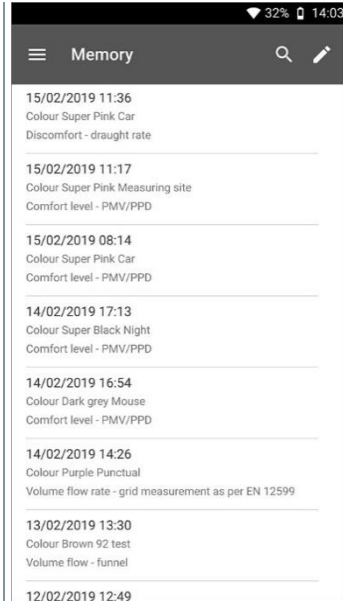 32% 14:03
Memory
15/02/2019 11:36
Colour Super Pink Car
Discomfort - draught rate
15/02/2019 11:17
Colour Super Pink Measuring site
Comfort level - PMV/PPD
15/02/2019 08:14
Colour Super Pink Car
Comfort level - PMV/PPD
14/02/2019 17:13
Colour Super Black Night
Comfort level - PMV/PPD
14/02/2019 16:54
Colour Dark grey Mouse
Comfort level - PMV/PPD
14/02/2019 14:26
Colour Purple Punctual
Volume flow rate - grid measurement as per EN 12599
13/02/2019 13:30
Colour Brown 92 test
Volume flow - funnel
12/02/2019 12:49